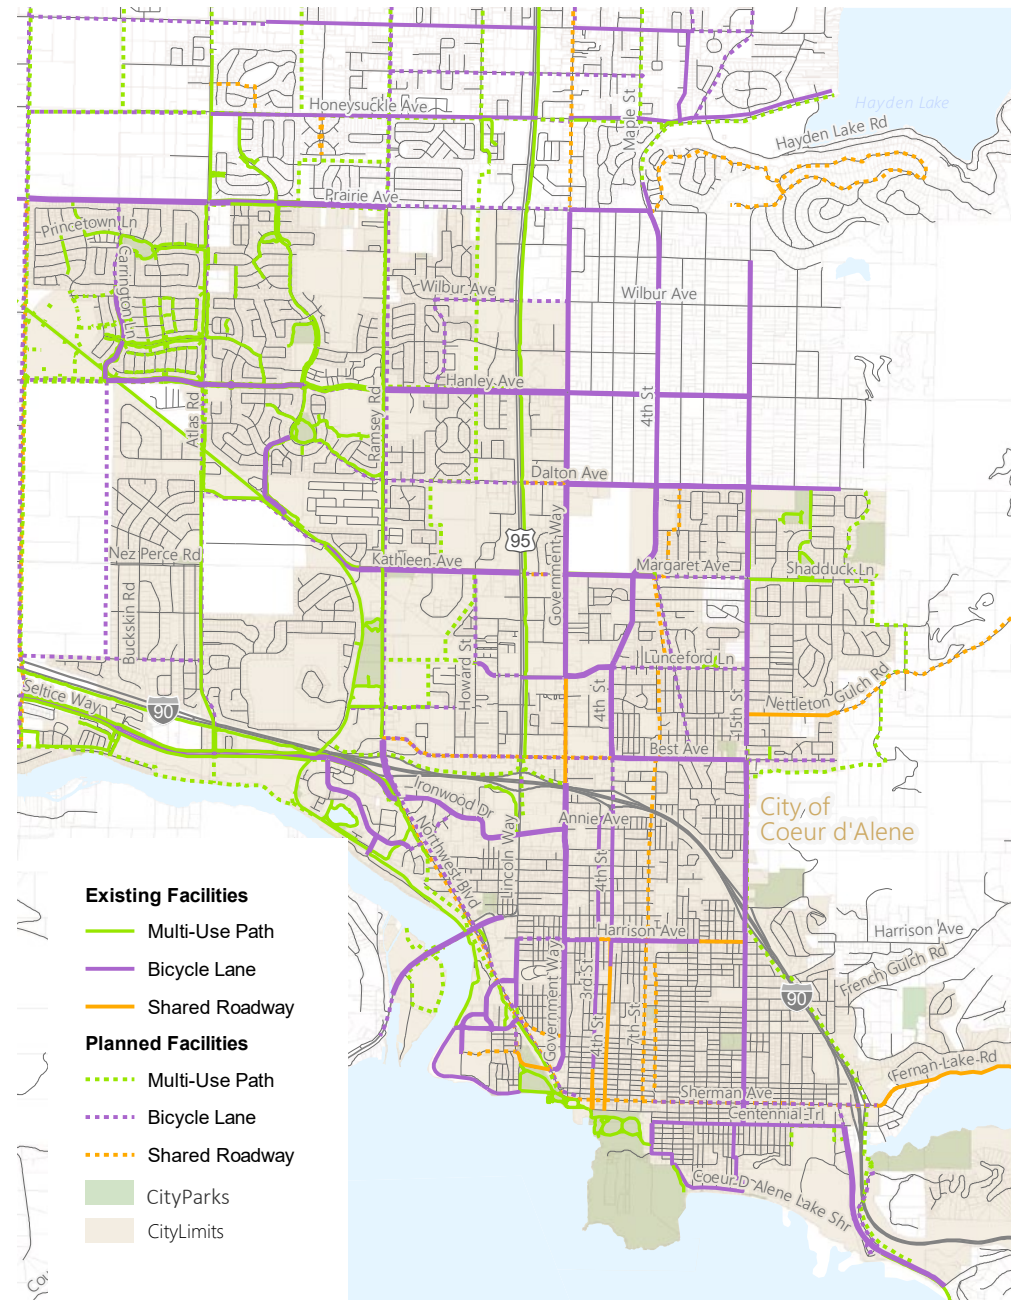 Honeysuckle Ave
Maple St
Hayden Lake
Hayden Lake Rd
Prairie Ave
Princetown Ln
Carrington Ln
Wilbur Ave
Wilbur Ave
Hanley Ave
Atlas Rd
Ramsey Rd
4th St
Dalton Ave
95
Government Way
Nez Perce Rd
Kathleen Ave
Margaret Ave
Shadduck Ln
Buckskin Rd
Howard St
Lunceford Ln
Nettleton Gulch Rd
Seltice Way
90
4th St
15th St
Best Ave
Ironwood Dr
Annie Ave
City of
Coeur d'Alene
Northwest Blvd
Lincoln Way
4th St
Existing Facilities
Multi-Use Path
Bicycle Lane
Shared Roadway
Planned Facilities
Multi-Use Path
Bicycle Lane
Shared Roadway
CityParks
CityLimits
Harrison Ave
Harrison Ave
French Gulch Rd
90
Government Way
3rd St
4th St
7th St
Fernan-Lake-Rd
Sherman Ave
Centennial Trl
Coeur D Alene Lake Shr